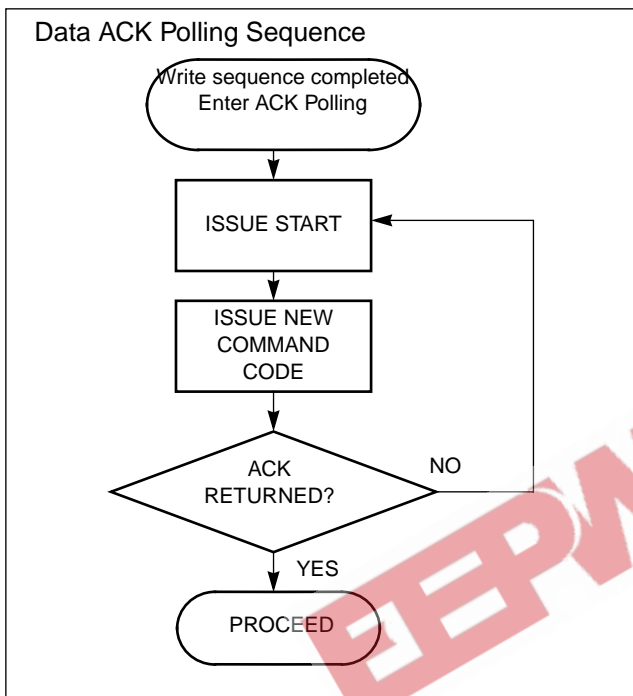 Data ACK Polling Sequence
Write sequence completed
Enter ACK Polling
ISSUE START
ISSUE NEW
COMMAND
CODE
ACK
RETURNED?
NO
YES
PROCEED